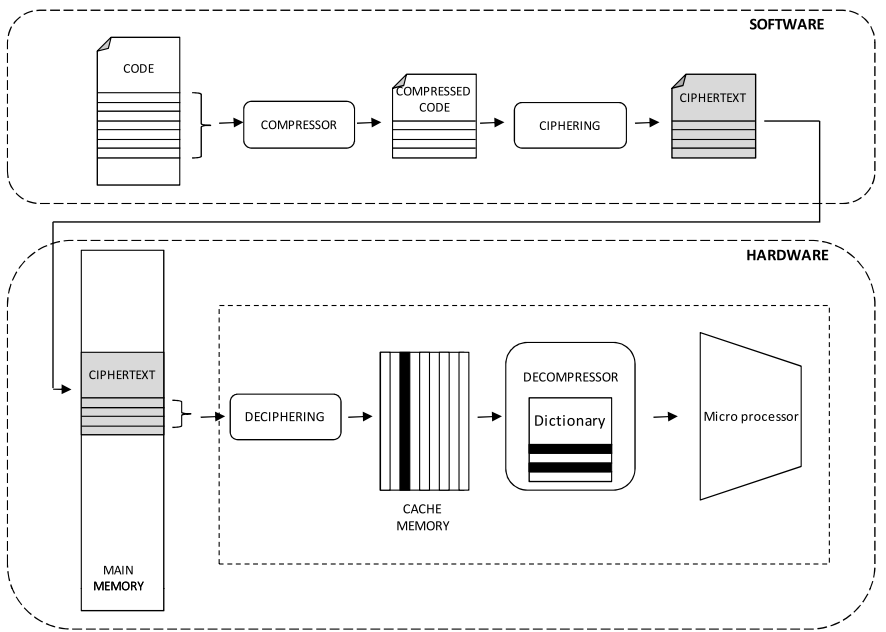 SOFTWARE
CODE
COMPRESSOR
COMPRESSED
CODE
CIPHERING
CIPHERTEXT
HARDWARE
CIPHERTEXT
DECIPHERING
CACHE
MEMORY
DECOMPRESSOR
Dictionary
Micro processor
MAIN
MEMORY